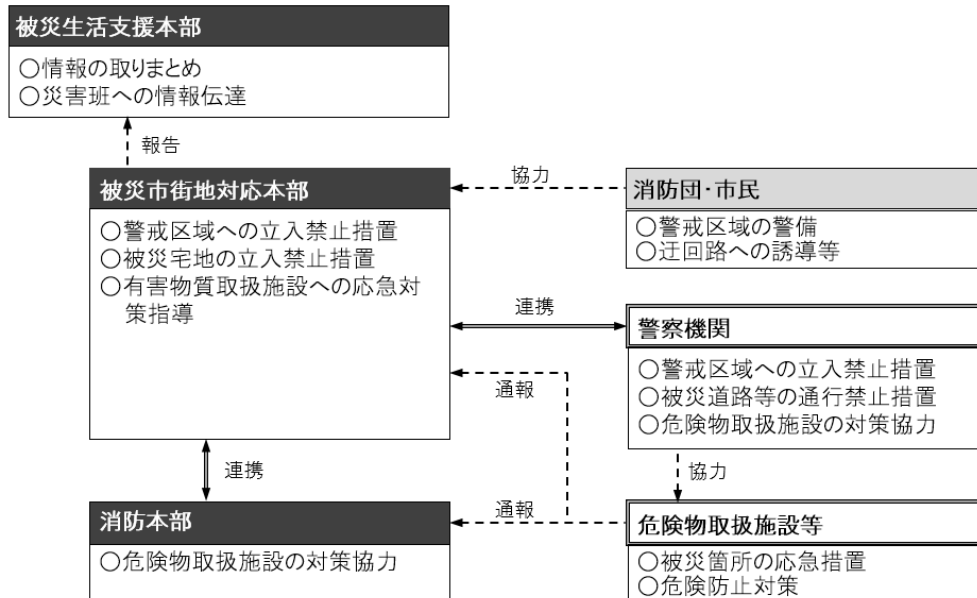 被災生活支援本部
○情報の取りまとめ
○災害班への情報伝達
報告
被災市街地対応本部
○警戒区域への立入禁止措置
○被災宅地の立入禁止措置
○有害物質取扱施設への応急対
策指導
協力
消防団･市民
○警戒区域の警備
○迂回路への誘導等
連携
警察機関
○警戒区域への立入禁止措置
○被災道路等の通行禁止措置
○危険物取扱施設の対策協力
通報
連携
協力
消防本部
○危険物取扱施設の対策協力
通報
危険物取扱施設等
○被災箇所の応急措置
○危険防止対策